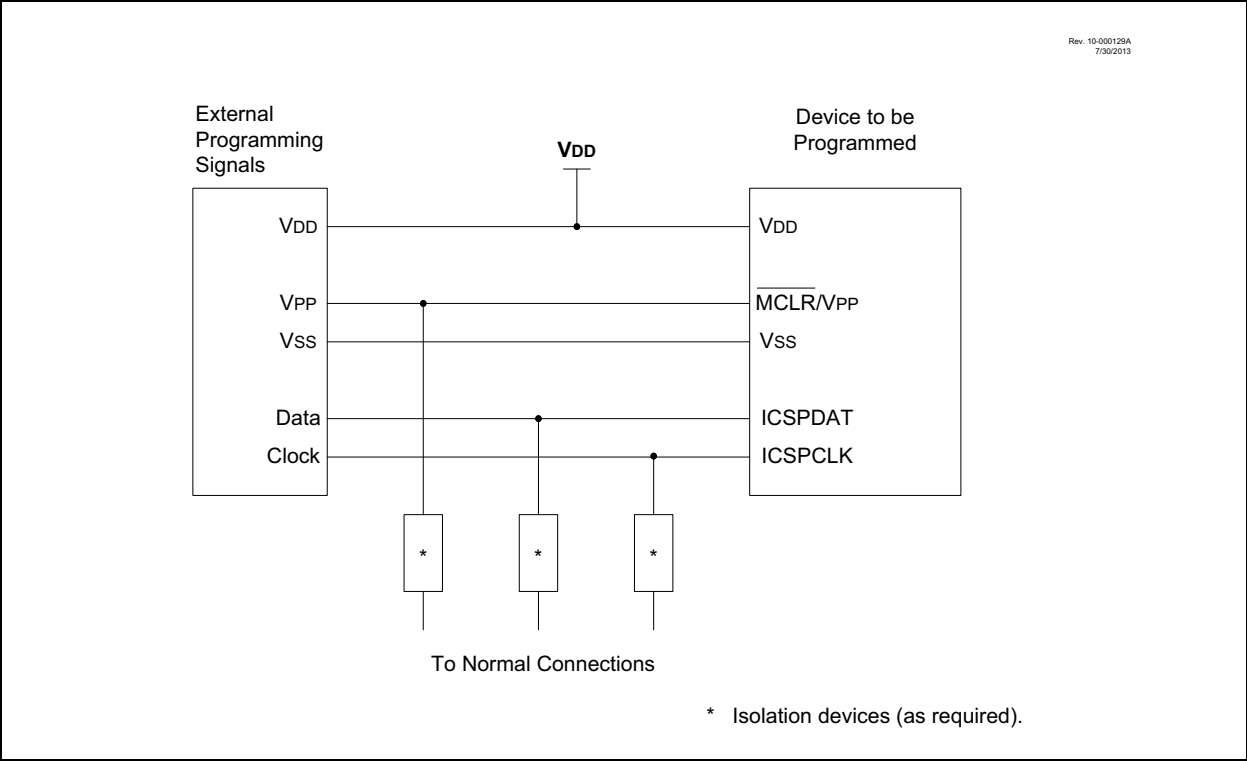 Rev. 10-000129A
7/30/2013
External
Programming
Signals
Device to be
Programmed
VDD
VDD
VDD
VPP
MCLR/VPP
VSS
VSS
Data
ICSPDAT
Clock
ICSPCLK
*
*
*
To Normal Connections
* Isolation devices (as required).